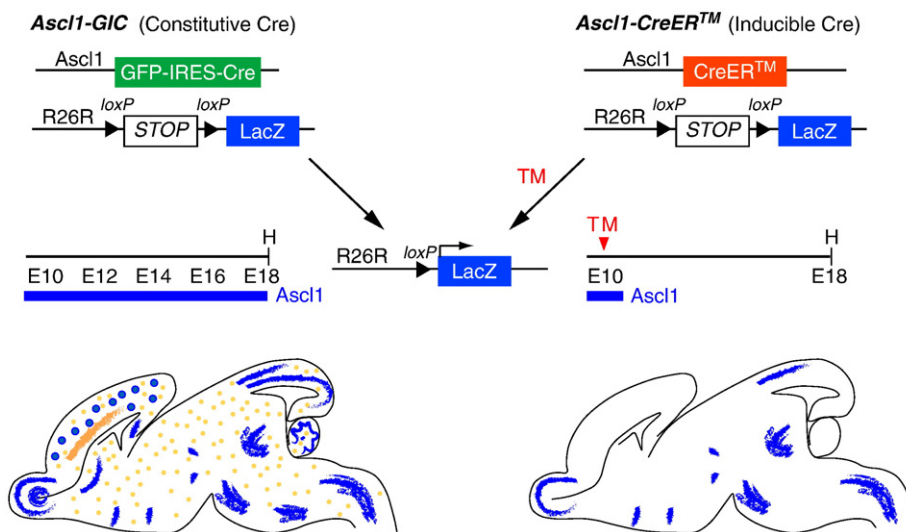 Ascl1-GIC (Constitutive Cre)
Ascl1
GFP-IRES-Cre
loxP loxP
R26R STOP LacZ
Ascl1-CreER™ (Inducible Cre)
Ascl1
CreER™
loxP loxP
R26R STOP LacZ
TM
H
E10 E12 E14 E16 E18
Ascl1
loxP
R26R LacZ
TM
H
E10 E18
Ascl1